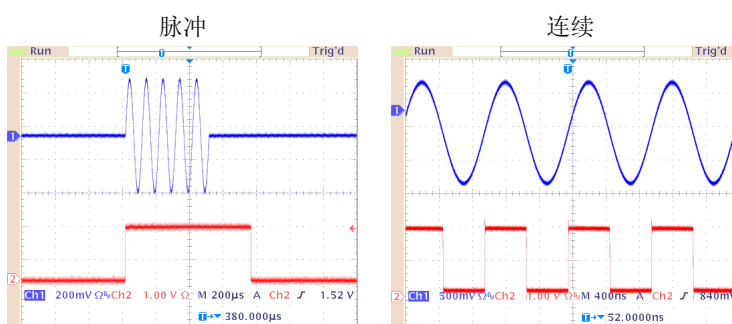 脉冲
连续
Run
Trig'd
T
T
1
2
Ch1 200mV Ω Ch2 1.00 V Ω M 200µs A Ch2 1.52 V
T 380.000µs
Run
Trig'd
T
T
1
2
Ch1 500mV Ω Ch2 1.00 V Ω M 400ns A Ch2 840mV
T 52.0000ns